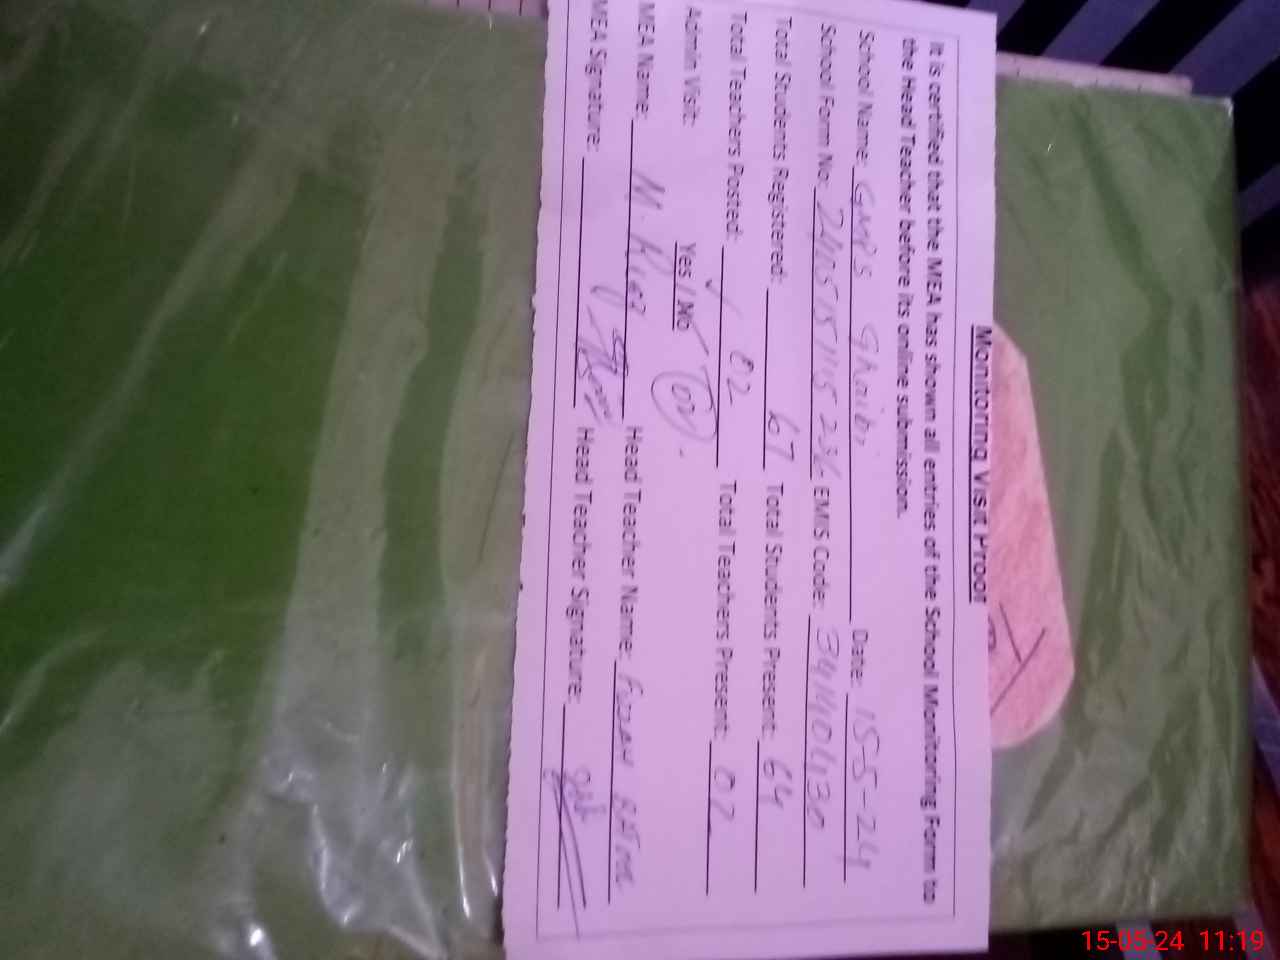 Monitoring Visit Proof
It is certified that the MEA has shown all entries of the School Monitoring Form to
the Head Teacher before its online submission.
School Name: GMPS Ghaibi Date: 15-5-24
School Form No: EMIS Code:
Total Students Registered: 67 Total Students Present: 64
Total Teachers Posted: 02 Total Teachers Present: 02
Admin Visit: Yes / No
MEA Name: M. Riaz Head Teacher Name:
MEA Signature: Head Teacher Signature:
15-05-24 11:19